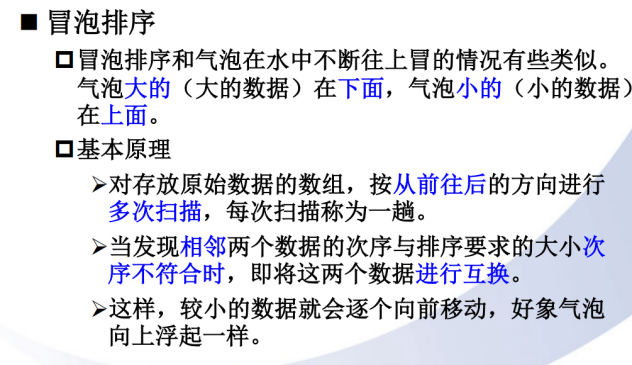 ■ 冒泡排序
冒泡排序和气泡在水中不断往上冒的情况有些类似。
气泡大的（大的数据）在下面，气泡小的（小的数据）
在上面。
基本原理
➢对存放原始数据的数组，按从前往后的方向进行
多次扫描，每次扫描称为一趟。
➢当发现相邻两个数据的次序与排序要求的大小次
序不符合时，即将这两个数据进行互换。
➢这样，较小的数据就会逐个向前移动，好象气泡
向上浮起一样。